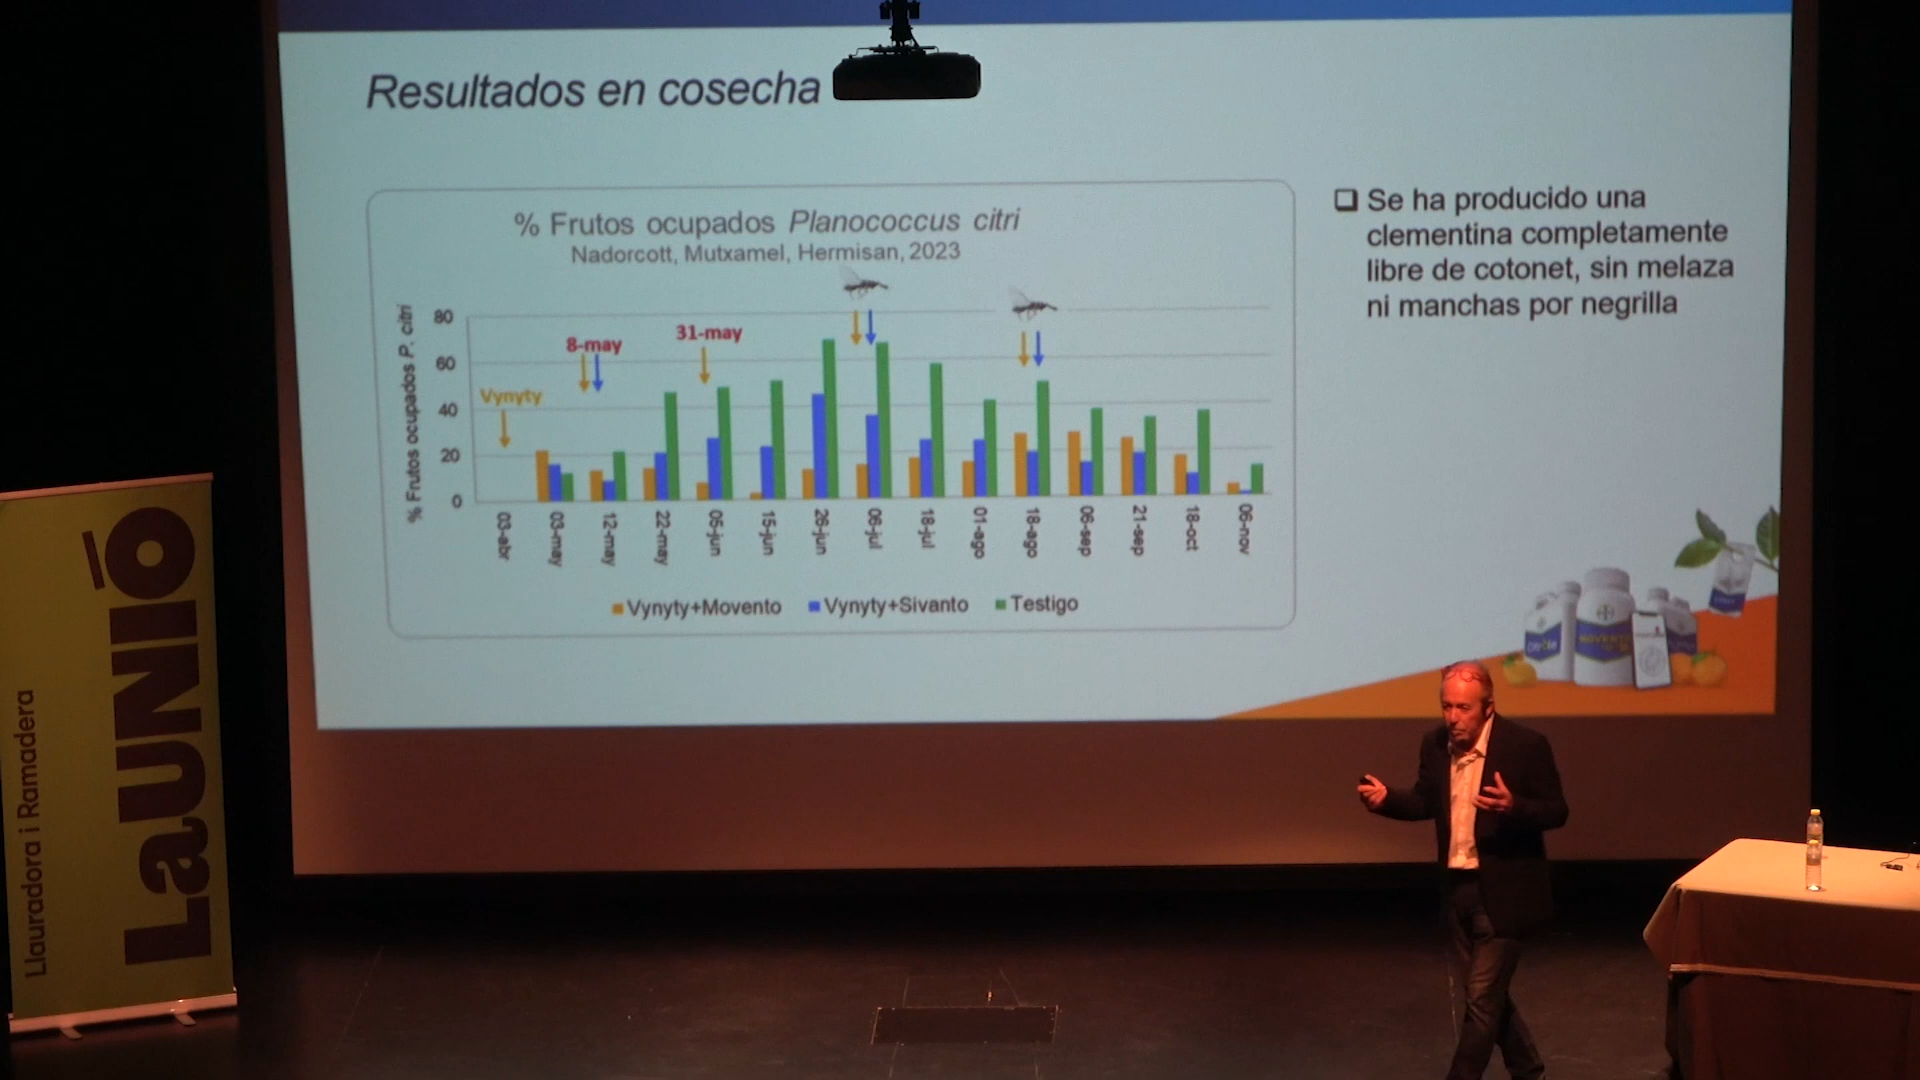 Resultados en cosecha
% Frutos ocupados Planococcus citri
Nadorcott, Mutxamel, Hermisan, 2023
% Frutos ocupados P. citri
80
60
40
20
0
Vynyty
8-may
31-may
03-abr
03-may
12-may
22-may
05-jun
15-jun
26-jun
06-jul
18-jul
01-ago
18-ago
06-sep
21-sep
18-oct
06-nov
Vynyty+Movento
Vynyty+Sivanto
Testigo
❑ Se ha producido una
clementina completamente
libre de cotonet, sin melaza
ni manchas por negrilla
LaUNIÓ
Llauradora i Ramadera